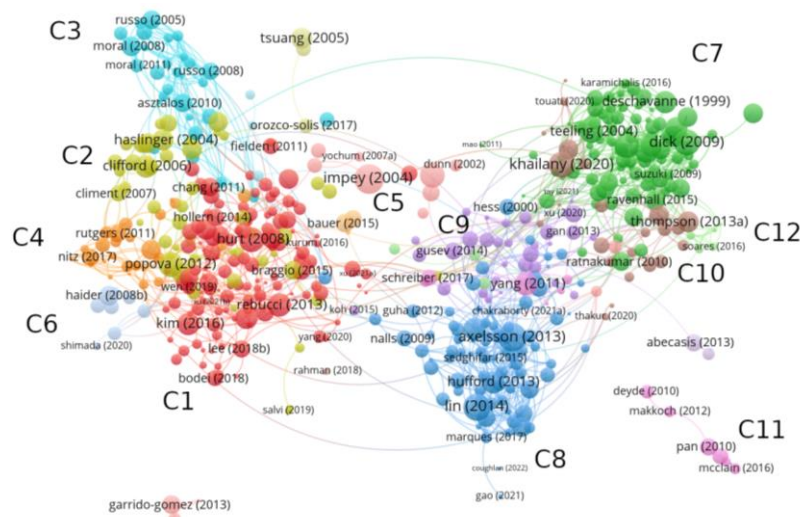 russo (2005)
C3
tsuang (2005)
moral (2008)
C7
moral (2011)
russo (2008)
karamichalis (2016)
asztalos (2010)
touati (2020)
deschavanne (1999)
orozco-solis (2017)
teeling (2004)
haslinger (2004)
fielden (2011)
mao (2011)
dick (2009)
C2
yochum (2007a)
dunn (2002)
khailany (2020)
clifford (2006)
impey (2004)
suzuki (2009)
climent (2007)
chang (2011)
C5
ravenhall (2015)
hess (2000)
xu (2020)
hollern (2014)
bauer (2015)
C9
thompson (2013a)
C4
rutgers (2011)
hurt (2008)
kurum (2016)
gan (2013)
C12
soares (2016)
nitz (2017)
popova (2012)
gusev (2014)
ratnakumar (2010)
C10
braggio (2015)
schreiber (2017)
wen (2019)
yang (2011)
haider (2008b)
rebucci (2013)
koh (2015)
guha (2012)
chakraborty (2021a)
thakur (2020)
C6
kim (2016)
yang (2020)
nalls (2009)
axelsson (2013)
abecasis (2013)
shimada (2020)
lee (2018b)
sedghifar (2015)
rahman (2018)
bodei (2018)
hufford (2013)
deyde (2010)
C1
salvi (2019)
lin (2014)
makkoch (2012)
C11
marques (2017)
pan (2010)
C8
coughlan (2022)
mcclain (2016)
gao (2021)
garrido-gomez (2013)